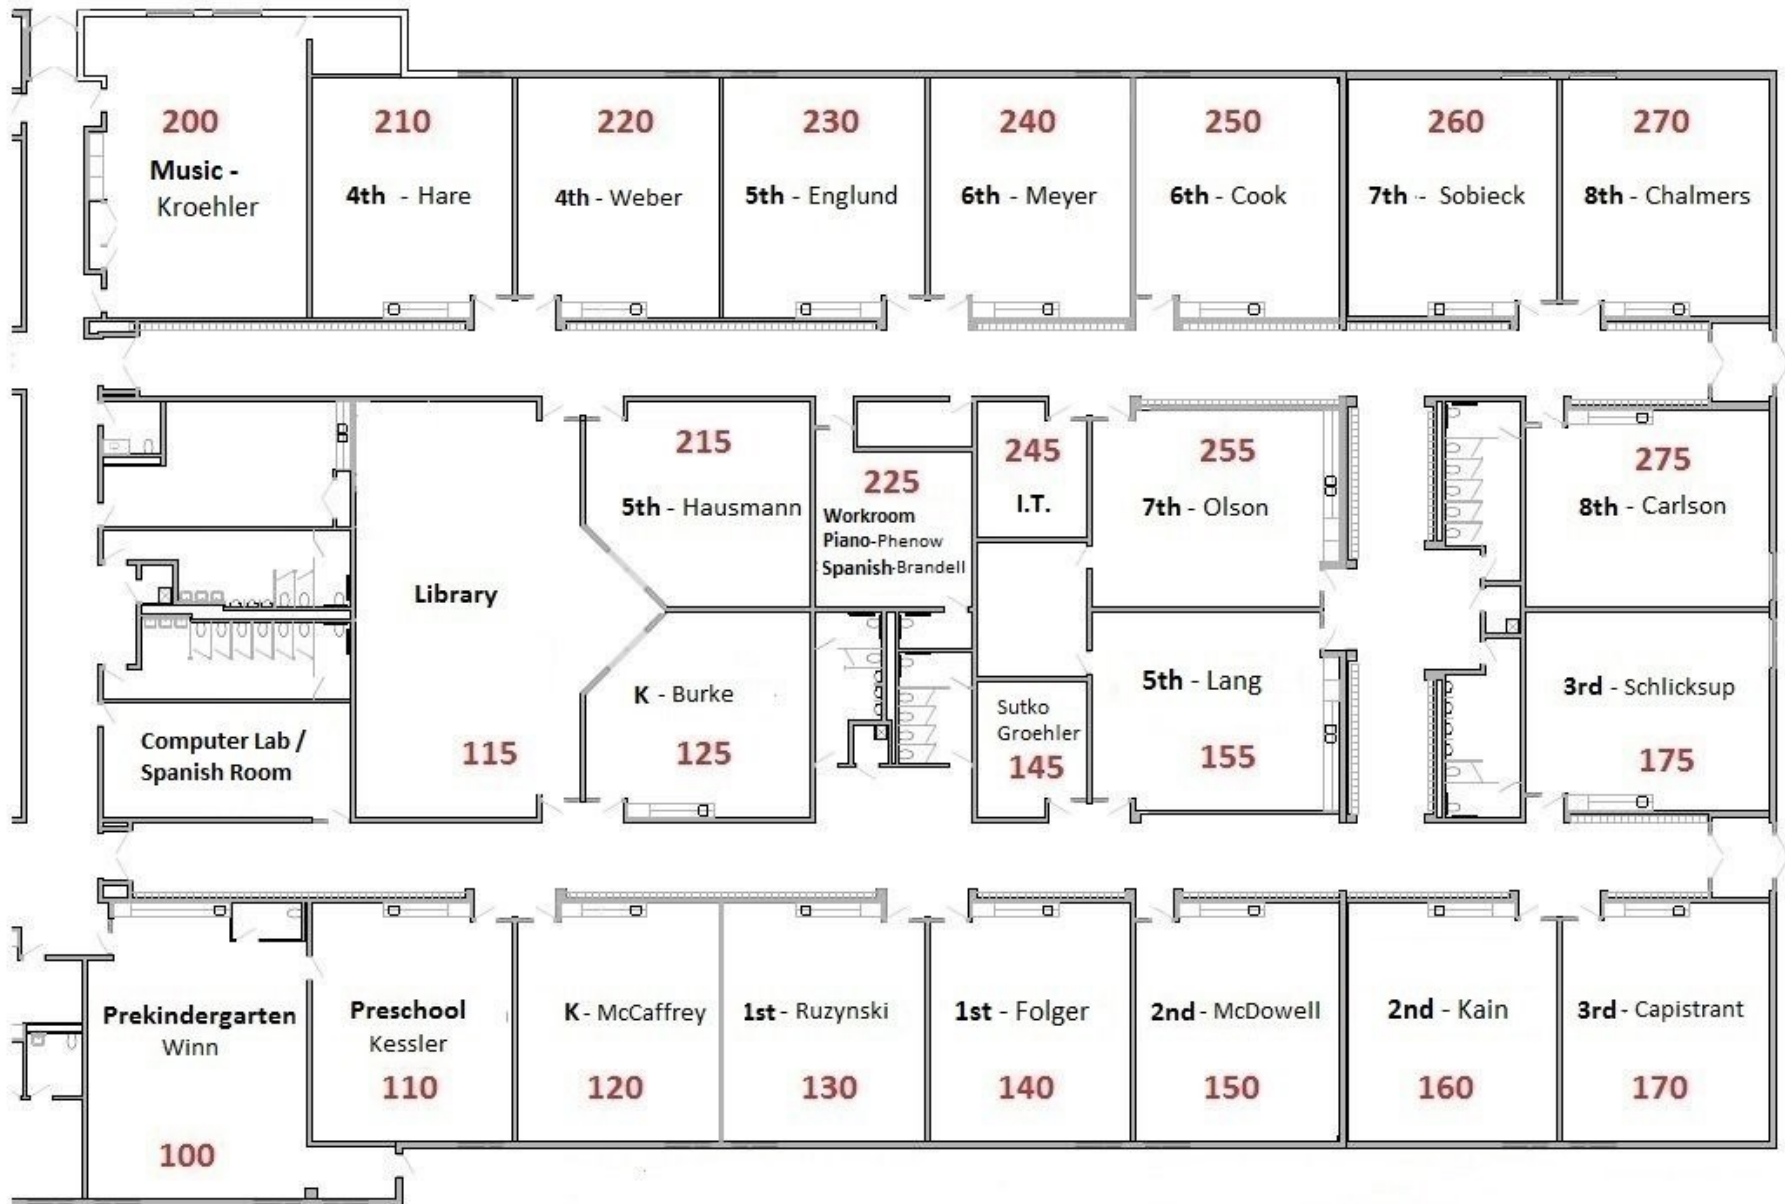 200
Music -
Kroehler
210
4th - Hare
220
4th - Weber
230
5th - Englund
240
6th - Meyer
250
6th - Cook
260
7th - Sobieck
270
8th - Chalmers
Library
115
215
5th - Hausmann
225
Workroom
Piano-Phenow
Spanish-Brandell
245
I.T.
255
7th - Olson
275
8th - Carlson
Computer Lab /
Spanish Room
K - Burke
125
Sutko
Groehler
145
5th - Lang
155
3rd - Schlicksup
175
Prekindergarten
Winn
100
Preschool
Kessler
110
K - McCaffrey
120
1st - Ruzynski
130
1st - Folger
140
2nd - McDowell
150
2nd - Kain
160
3rd - Capistrant
170